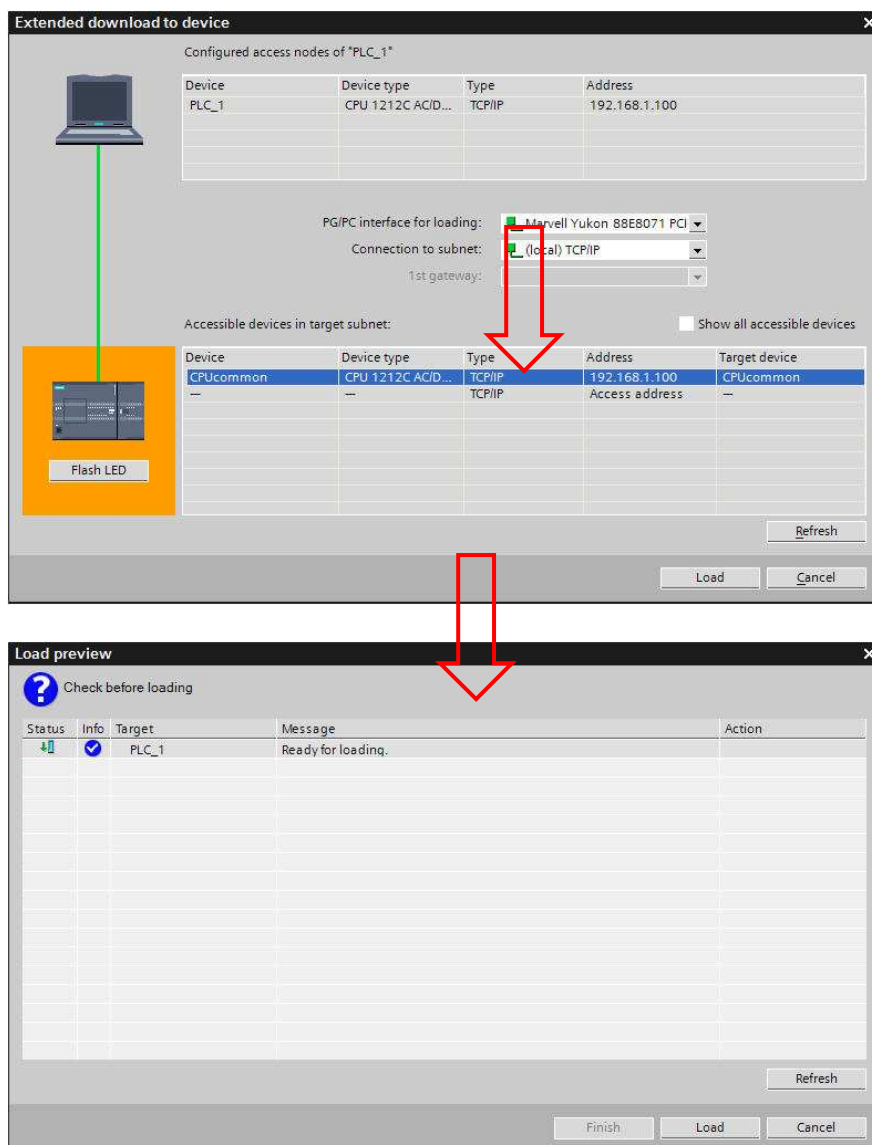 Extended download to device
Configured access nodes of "PLC_1"
Device Device type Type Address
PLC_1 CPU 1212C AC/D... TCP/IP 192.168.1.100
PG/PC interface for loading: Marvell Yukon 88E8071 PCI
Connection to subnet: (local) TCP/IP
1st gateway:
Accessible devices in target subnet: Show all accessible devices
Device Device type Type Address Target device
CPUcommon CPU 1212C AC/D... TCP/IP 192.168.1.100 CPUcommon
— — TCP/IP Access address —
Flash LED
Refresh
Load Cancel
Load preview
Check before loading
Status Info Target Message Action
PLC_1 Ready for loading.
Refresh
Finish Load Cancel